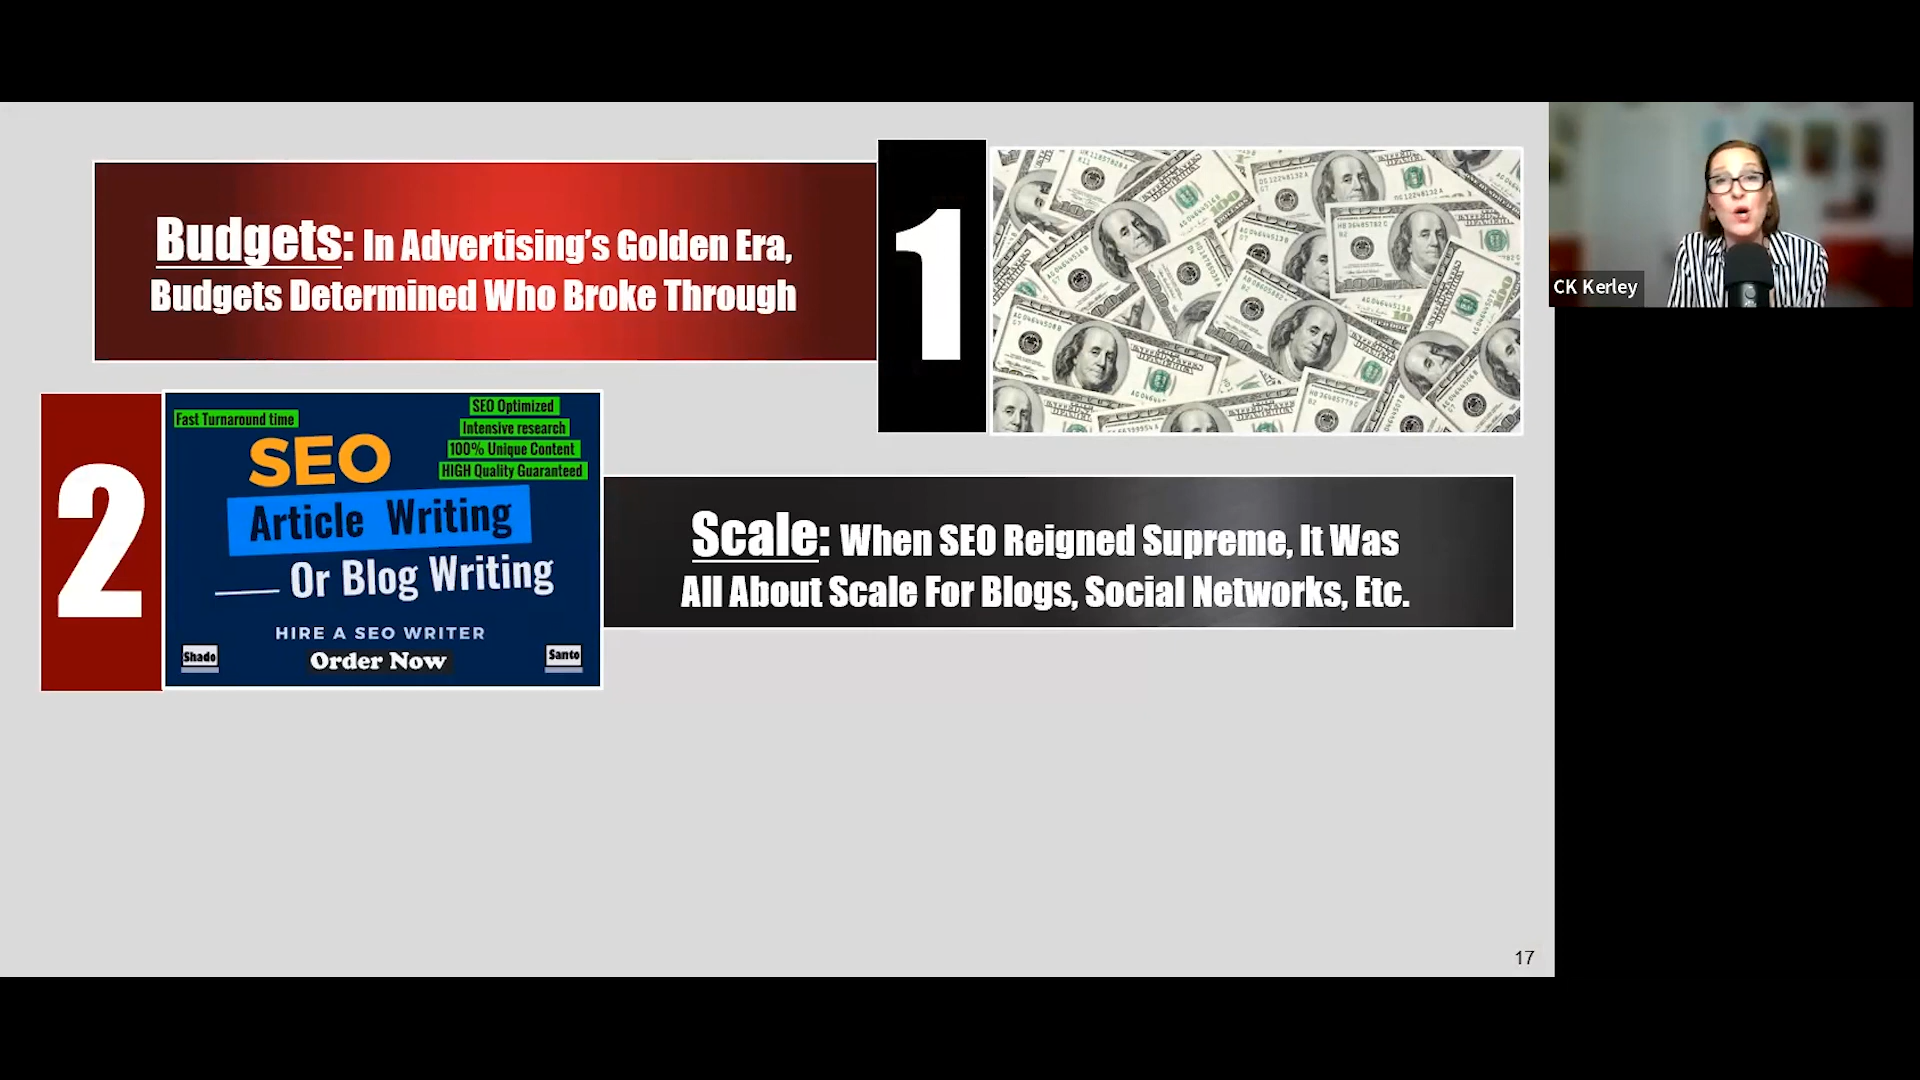 Budgets: In Advertising's Golden Era,
Budgets Determined Who Broke Through
1
CK Kerley
2
Fast Turnaround time
SEO Optimized
Intensive research
100% Unique Content
HIGH Quality Guaranteed
SEO
Article Writing
Or Blog Writing
HIRE A SEO WRITER
Order Now
Shado
Santo
Scale: When SEO Reigned Supreme, It Was
All About Scale For Blogs, Social Networks, Etc.
17